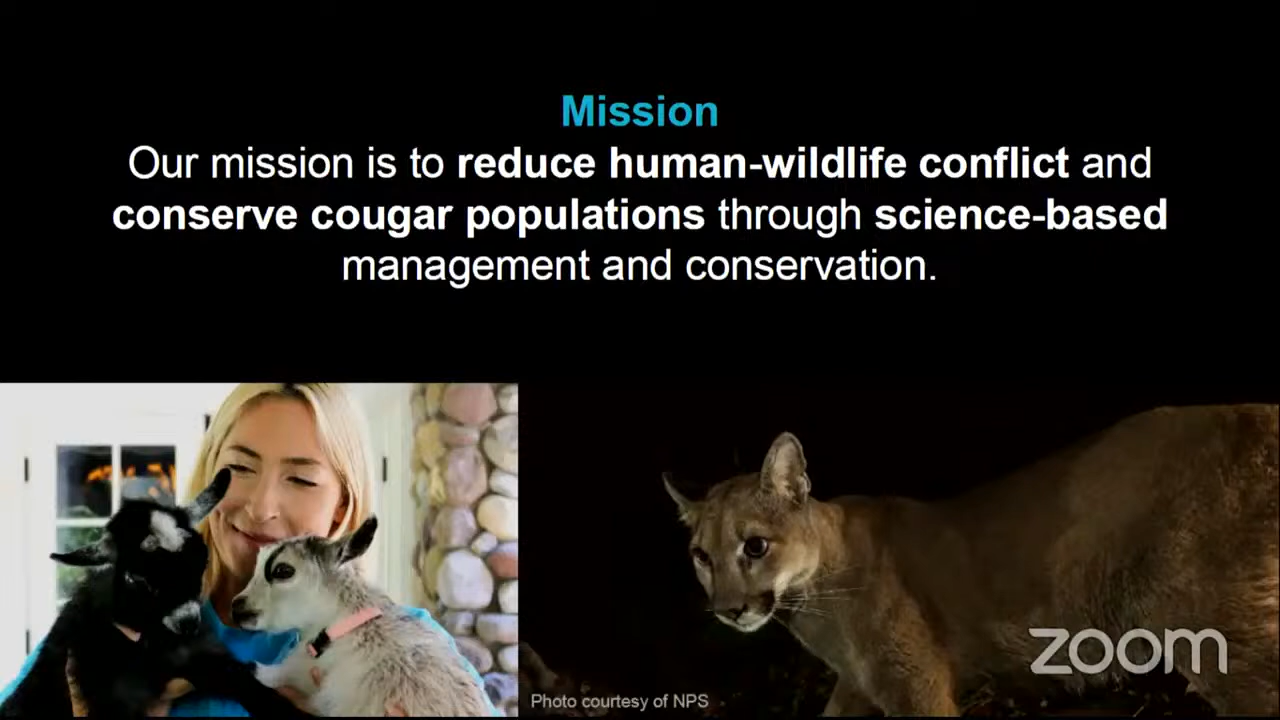 Mission
Our mission is to reduce human-wildlife conflict and
conserve cougar populations through science-based
management and conservation.
Photo courtesy of NPS
zoom